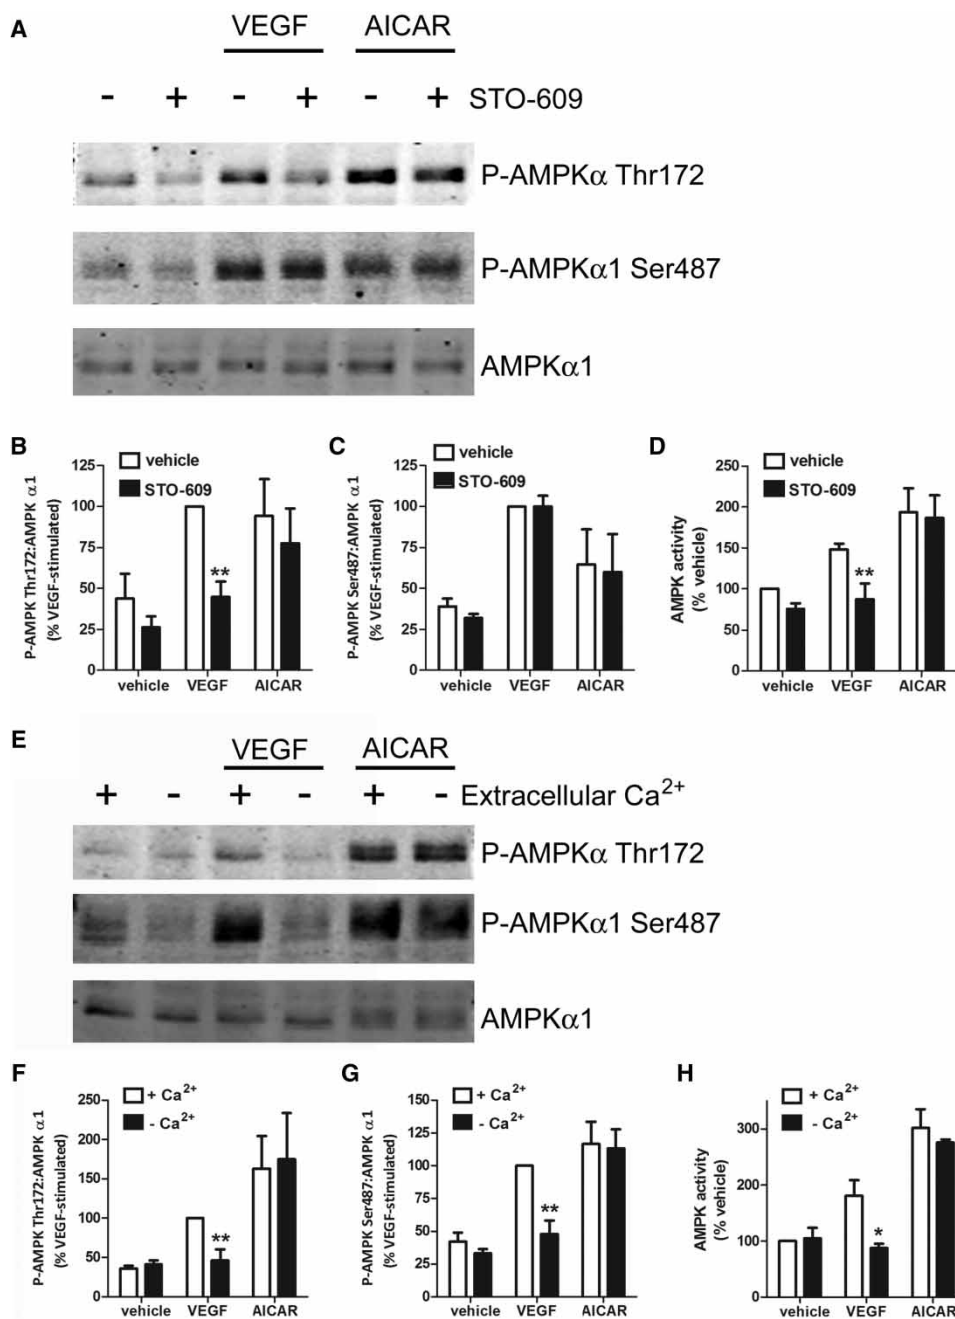 A
VEGF AICAR
- + - + - + STO-609
P-AMPKα Thr172
P-AMPKα1 Ser487
AMPKα1
B
vehicle
STO-609
P-AMPK Thr172:AMPK α1
(% VEGF-stimulated)
125
100
75
50
25
0
**
vehicle VEGF AICAR
C
vehicle
STO-609
P-AMPK Ser487:AMPK α1
(% VEGF-stimulated)
125
100
75
50
25
0
vehicle VEGF AICAR
D
vehicle
STO-609
AMPK activity
(% vehicle)
250
200
150
100
50
0
**
vehicle VEGF AICAR
E
VEGF AICAR
+ - + - + - Extracellular Ca²⁺
P-AMPKα Thr172
P-AMPKα1 Ser487
AMPKα1
F
+ Ca²⁺
- Ca²⁺
P-AMPK Thr172:AMPK α1
(% VEGF-stimulated)
250
200
150
100
50
0
**
vehicle VEGF AICAR
G
+ Ca²⁺
- Ca²⁺
P-AMPK Ser487:AMPK α1
(% VEGF-stimulated)
150
125
100
75
50
25
0
**
vehicle VEGF AICAR
H
+ Ca²⁺
- Ca²⁺
AMPK activity
(% vehicle)
300
200
100
0
*
vehicle VEGF AICAR